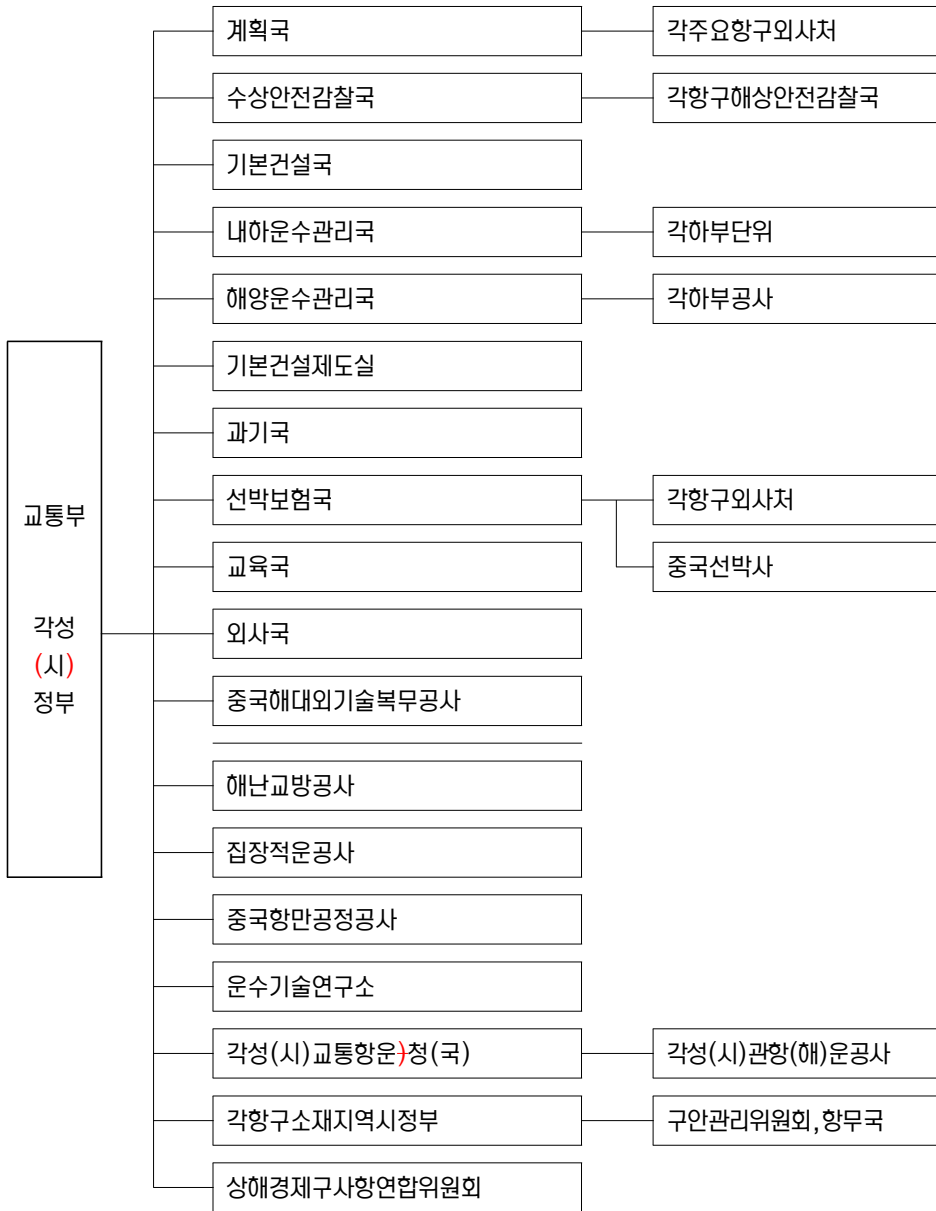 계획국
각주요항구외사처
수상안전감찰국
각항구해상안전감찰국
기본건설국
내하운수관리국
각하부단위
해양운수관리국
각하부공사
기본건설제도실
과기국
선박보험국
각항구외사처
중국선박사
교육국
외사국
중국해대외기술복무공사
해난교방공사
집장적운공사
중국항만공정공사
운수기술연구소
각성(시)교통항운)청(국)
각성(시)관항(해)운공사
각항구소재지역시정부
구안관리위원회,항무국
상해경제구사항연합위원회
교통부
각성
(시)
정부